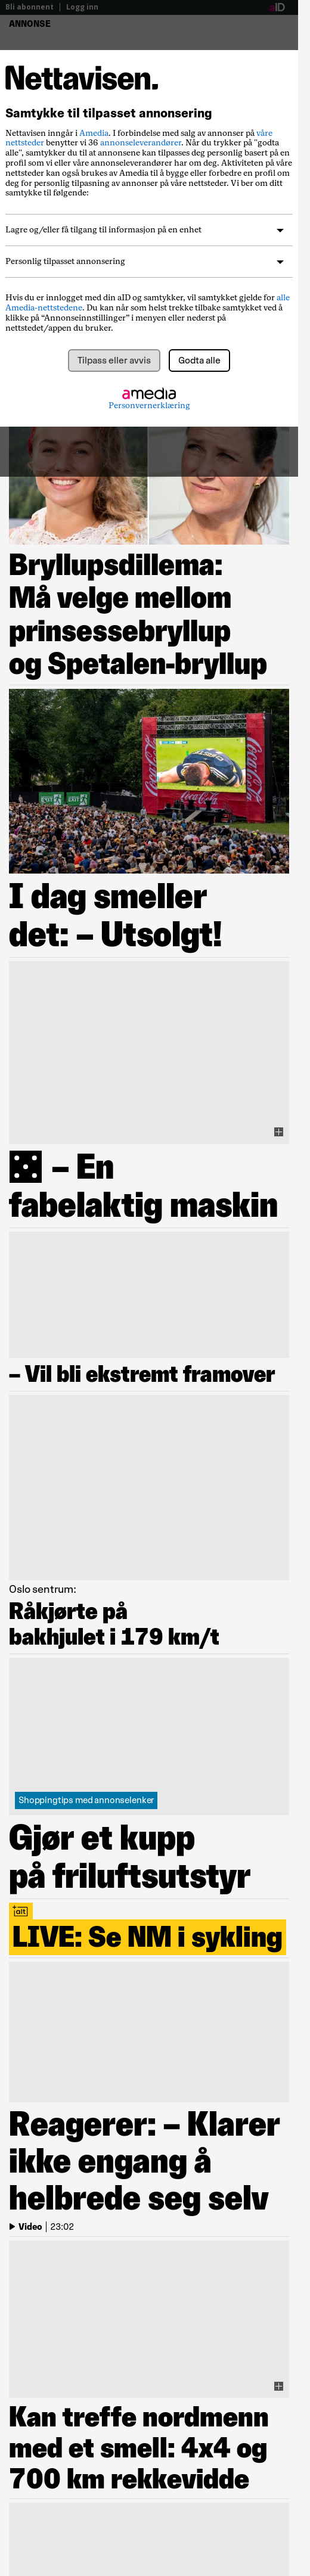 Bli abonnent | Logg inn
aID
ANNONSE
Nettavisen.
Samtykke til tilpasset annonsering
Nettavisen inngår i Amedia. I forbindelse med salg av annonser på våre
nettsteder benytter vi 36 annonseleverandører. Når du trykker på "godta
alle", samtykker du til at annonsene kan tilpasses deg personlig basert på en
profil som vi eller våre annonseleverandører har om deg. Aktiviteten på våre
nettsteder kan også brukes av Amedia til å bygge eller forbedre en profil om
deg for personlig tilpasning av annonser på våre nettsteder. Vi ber om ditt
samtykke til følgende:
Lagre og/eller få tilgang til informasjon på en enhet
Personlig tilpasset annonsering
Hvis du er innlogget med din aID og samtykker, vil samtykket gjelde for alle
Amedia-nettstedene. Du kan når som helst trekke tilbake samtykket ved å
klikke på “Annonseinnstillinger” i menyen eller nederst på
nettstedet/appen du bruker.
Tilpass eller avvis
Godta alle
amedia
Personvernerklæring
Bryllupsdillema:
Må velge mellom
prinsessebryllup
og Spetalen-bryllup
EXIT
EXIT
Coca-Cola
Coca-Cola
Coca-Cola
I dag smeller
det: – Utsolgt!
– En
fabelaktig maskin
– Vil bli ekstremt framover
Oslo sentrum:
Råkjørte på
bakhjulet i 179 km/t
Shoppingtips med annonselenker
Gjør et kupp
på friluftsutstyr
+alt
LIVE: Se NM i sykling
Reagerer: – Klarer
ikke engang å
helbrede seg selv
Video | 23:02
Kan treffe nordmenn
med et smell: 4x4 og
700 km rekkevidde